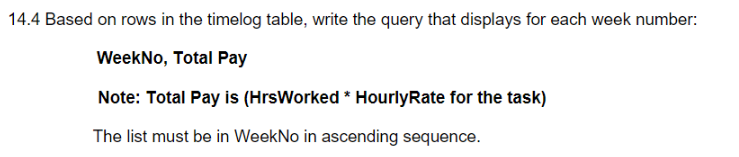 14.4 Based on rows in the timelog table, write the query that displays for each week number:
WeekNo, Total Pay
Note: Total Pay is (HrsWorked * HourlyRate for the task)
The list must be in WeekNo in ascending sequence.